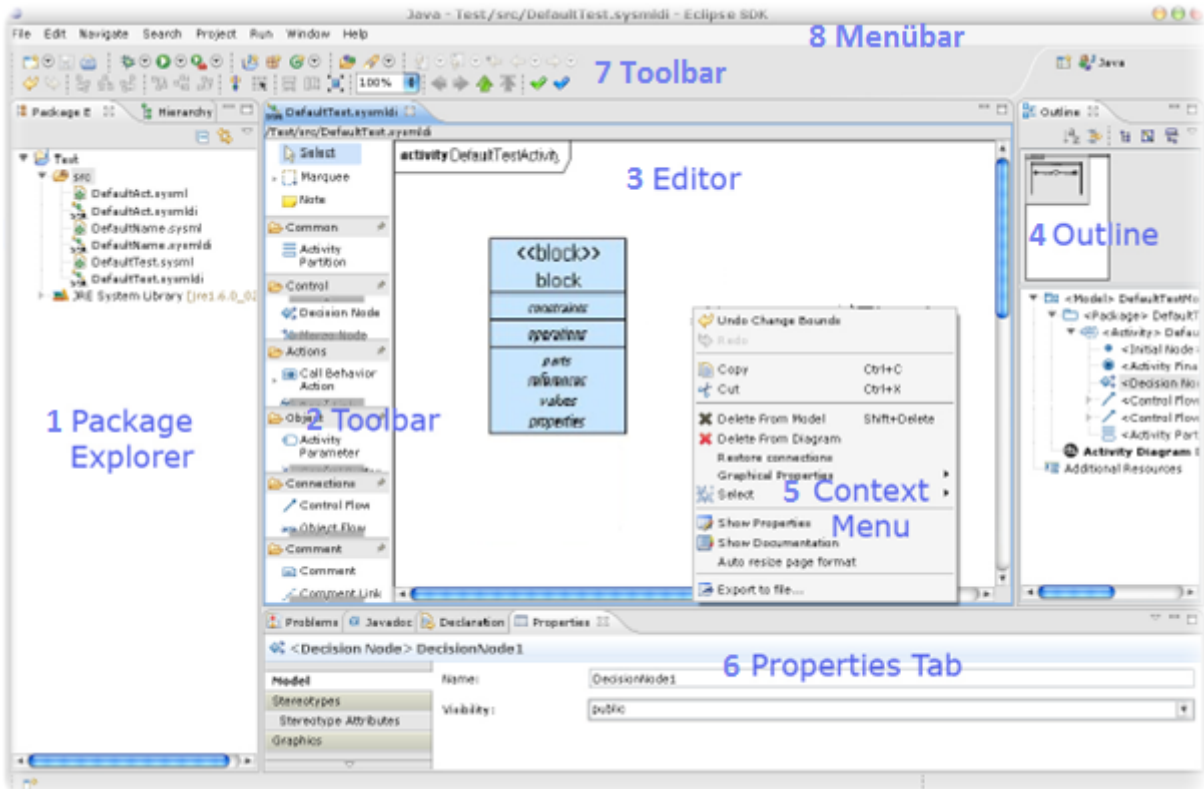 Java - Test/src/DefaultTest.sysmldi - Eclipse SDK
File Edit Navigate Search Project Run Window Help
8 Menübar
7 Toolbar
Java
100%
Package E
Hierarchy
DefaultTest.sysmldi
Outline
/Test/src/DefaultTest.sysmldi
Test
src
DefaultAct.sysml
DefaultAct.sysmldi
DefaultName.sysml
DefaultName.sysmldi
DefaultTest.sysml
DefaultTest.sysmldi
JRE System Library [jre1.6.0_02
1 Package
Explorer
Select
Marquee
Note
Common
Activity
Partition
Control
Decision Node
Merge Node
Actions
Call Behavior
Action
Object
2 Toolbar
Activity
Parameter
Connections
Control Flow
Object Flow
Comment
Comment
Comment Link
activity DefaultTestActivity
3 Editor
<<block>>
block
constraints
operations
parts
references
values
properties
Undo Change Bounds
Redo
Copy Ctrl+C
Cut Ctrl+X
Delete From Model Shift+Delete
Delete From Diagram
Restore connections
Graphical Properties
Select
5 Context
Menu
Show Properties
Show Documentation
Auto resize page format
Export to file...
4 Outline
<Model> DefaultTestMo
<Package> DefaultT
<Activity> Defau
<Initial Node
<Activity Fina
<Decision No
<Control Flow
<Control Flow
<Activity Part
Activity Diagram
Additional Resources
Problems
Javadoc
Declaration
Properties
<Decision Node> DecisionNode1
6 Properties Tab
Model
Stereotypes
Stereotype Attributes
Graphics
Name: DecisionNode1
Visibility: public